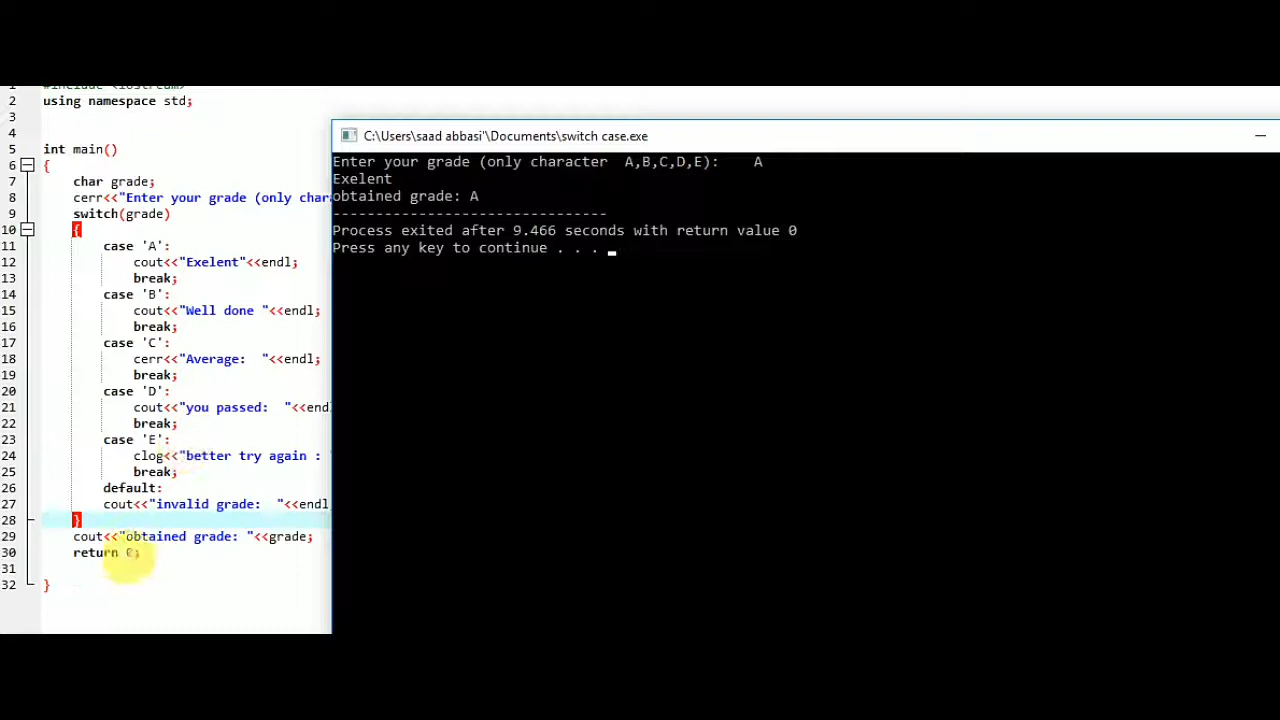 1 #include <iostream>
2 using namespace std;
3
4
5 int main()
6 {
7 char grade;
8 cerr<<"Enter your grade (only char
9 switch(grade)
10 {
11 case 'A':
12 cout<<"Exelent"<<endl;
13 break;
14 case 'B':
15 cout<<"Well done "<<endl;
16 break;
17 case 'C':
18 cerr<<"Average:  "<<endl;
19 break;
20 case 'D':
21 cout<<"you passed:  "<<endl
22 break;
23 case 'E':
24 clog<<"better try again : "
25 break;
26 default:
27 cout<<"invalid grade:  "<<endl
28 }
29 cout<<"obtained grade: "<<grade;
30 return 0;
31
32 }
C:\Users\saad abbasi'\Documents\switch case.exe
Enter your grade (only character  A,B,C,D,E):    A
Exelent
obtained grade: A
--------------------------------
Process exited after 9.466 seconds with return value 0
Press any key to continue . . .